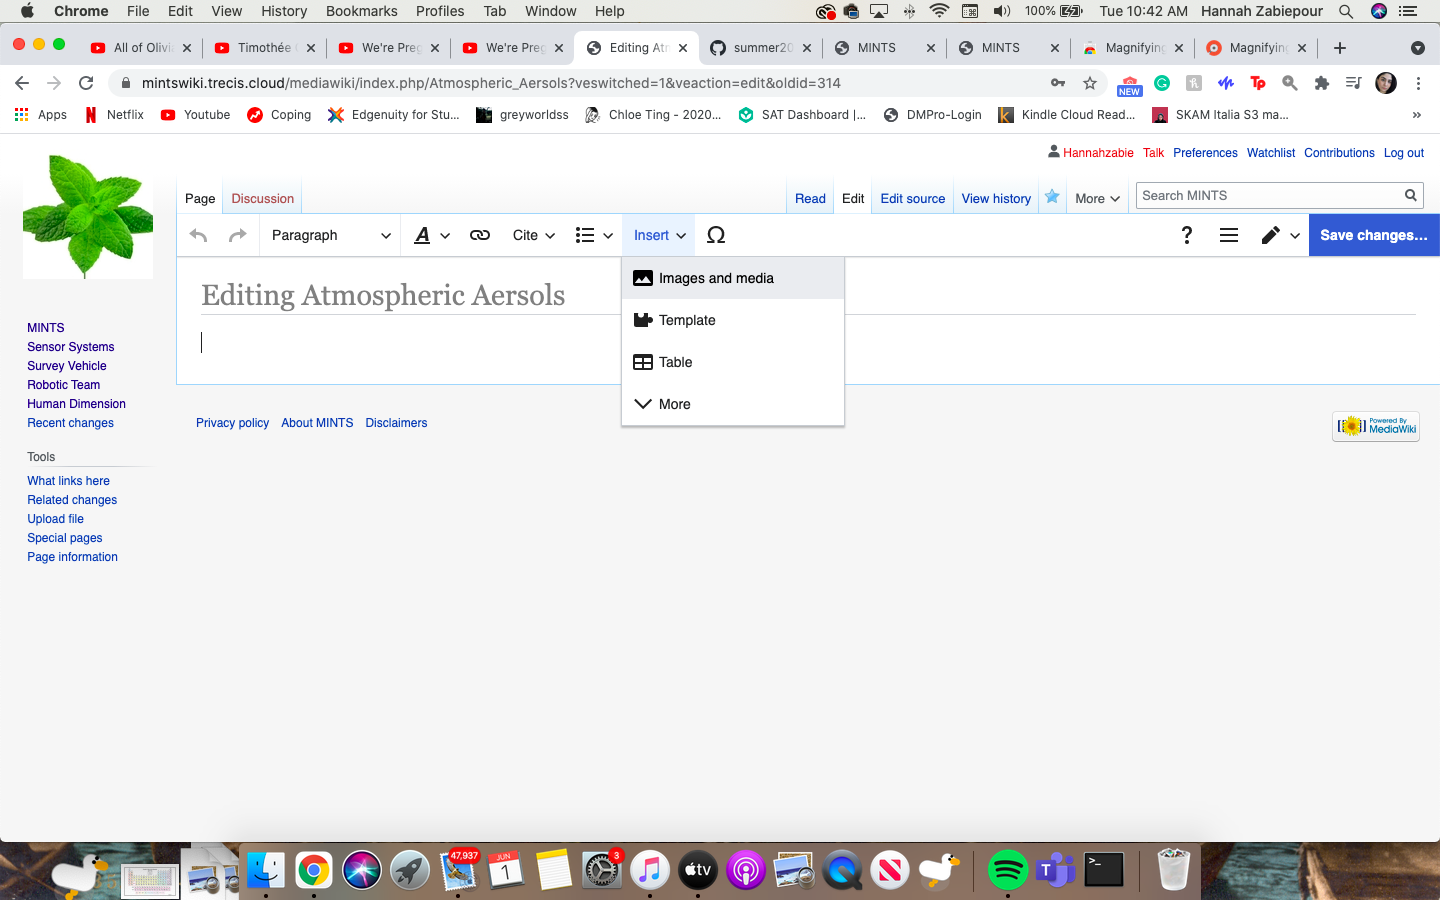 Chrome File Edit View History Bookmarks Profiles Tab Window Help 100% Tue 10:42 AM Hannah Zabiepour
All of Olivi Timothée We're Preg We're Preg Editing At summer20 MINTS MINTS Magnifying Magnifying
mintswiki.trecis.cloud/mediawiki/index.php/Atmospheric_Aersols?veswitched=1&veaction=edit&oldid=314
NEW
Apps Netflix Youtube Coping Edgenuity for Stu... greyworldss Chloe Ting - 2020... SAT Dashboard |... DMPro-Login Kindle Cloud Read... SKAM Italia S3 ma... »
Hannahzabie Talk Preferences Watchlist Contributions Log out
Page Discussion Read Edit Edit source View history More Search MINTS
Paragraph A Cite Insert Ω ? Save changes...
Images and media
Template
Table
More
Editing Atmospheric Aersols
MINTS
Sensor Systems
Survey Vehicle
Robotic Team
Human Dimension
Recent changes
Tools
What links here
Related changes
Upload file
Special pages
Page information
Privacy policy About MINTS Disclaimers
Powered By
MediaWiki
47,937
JUN
1
3
tv